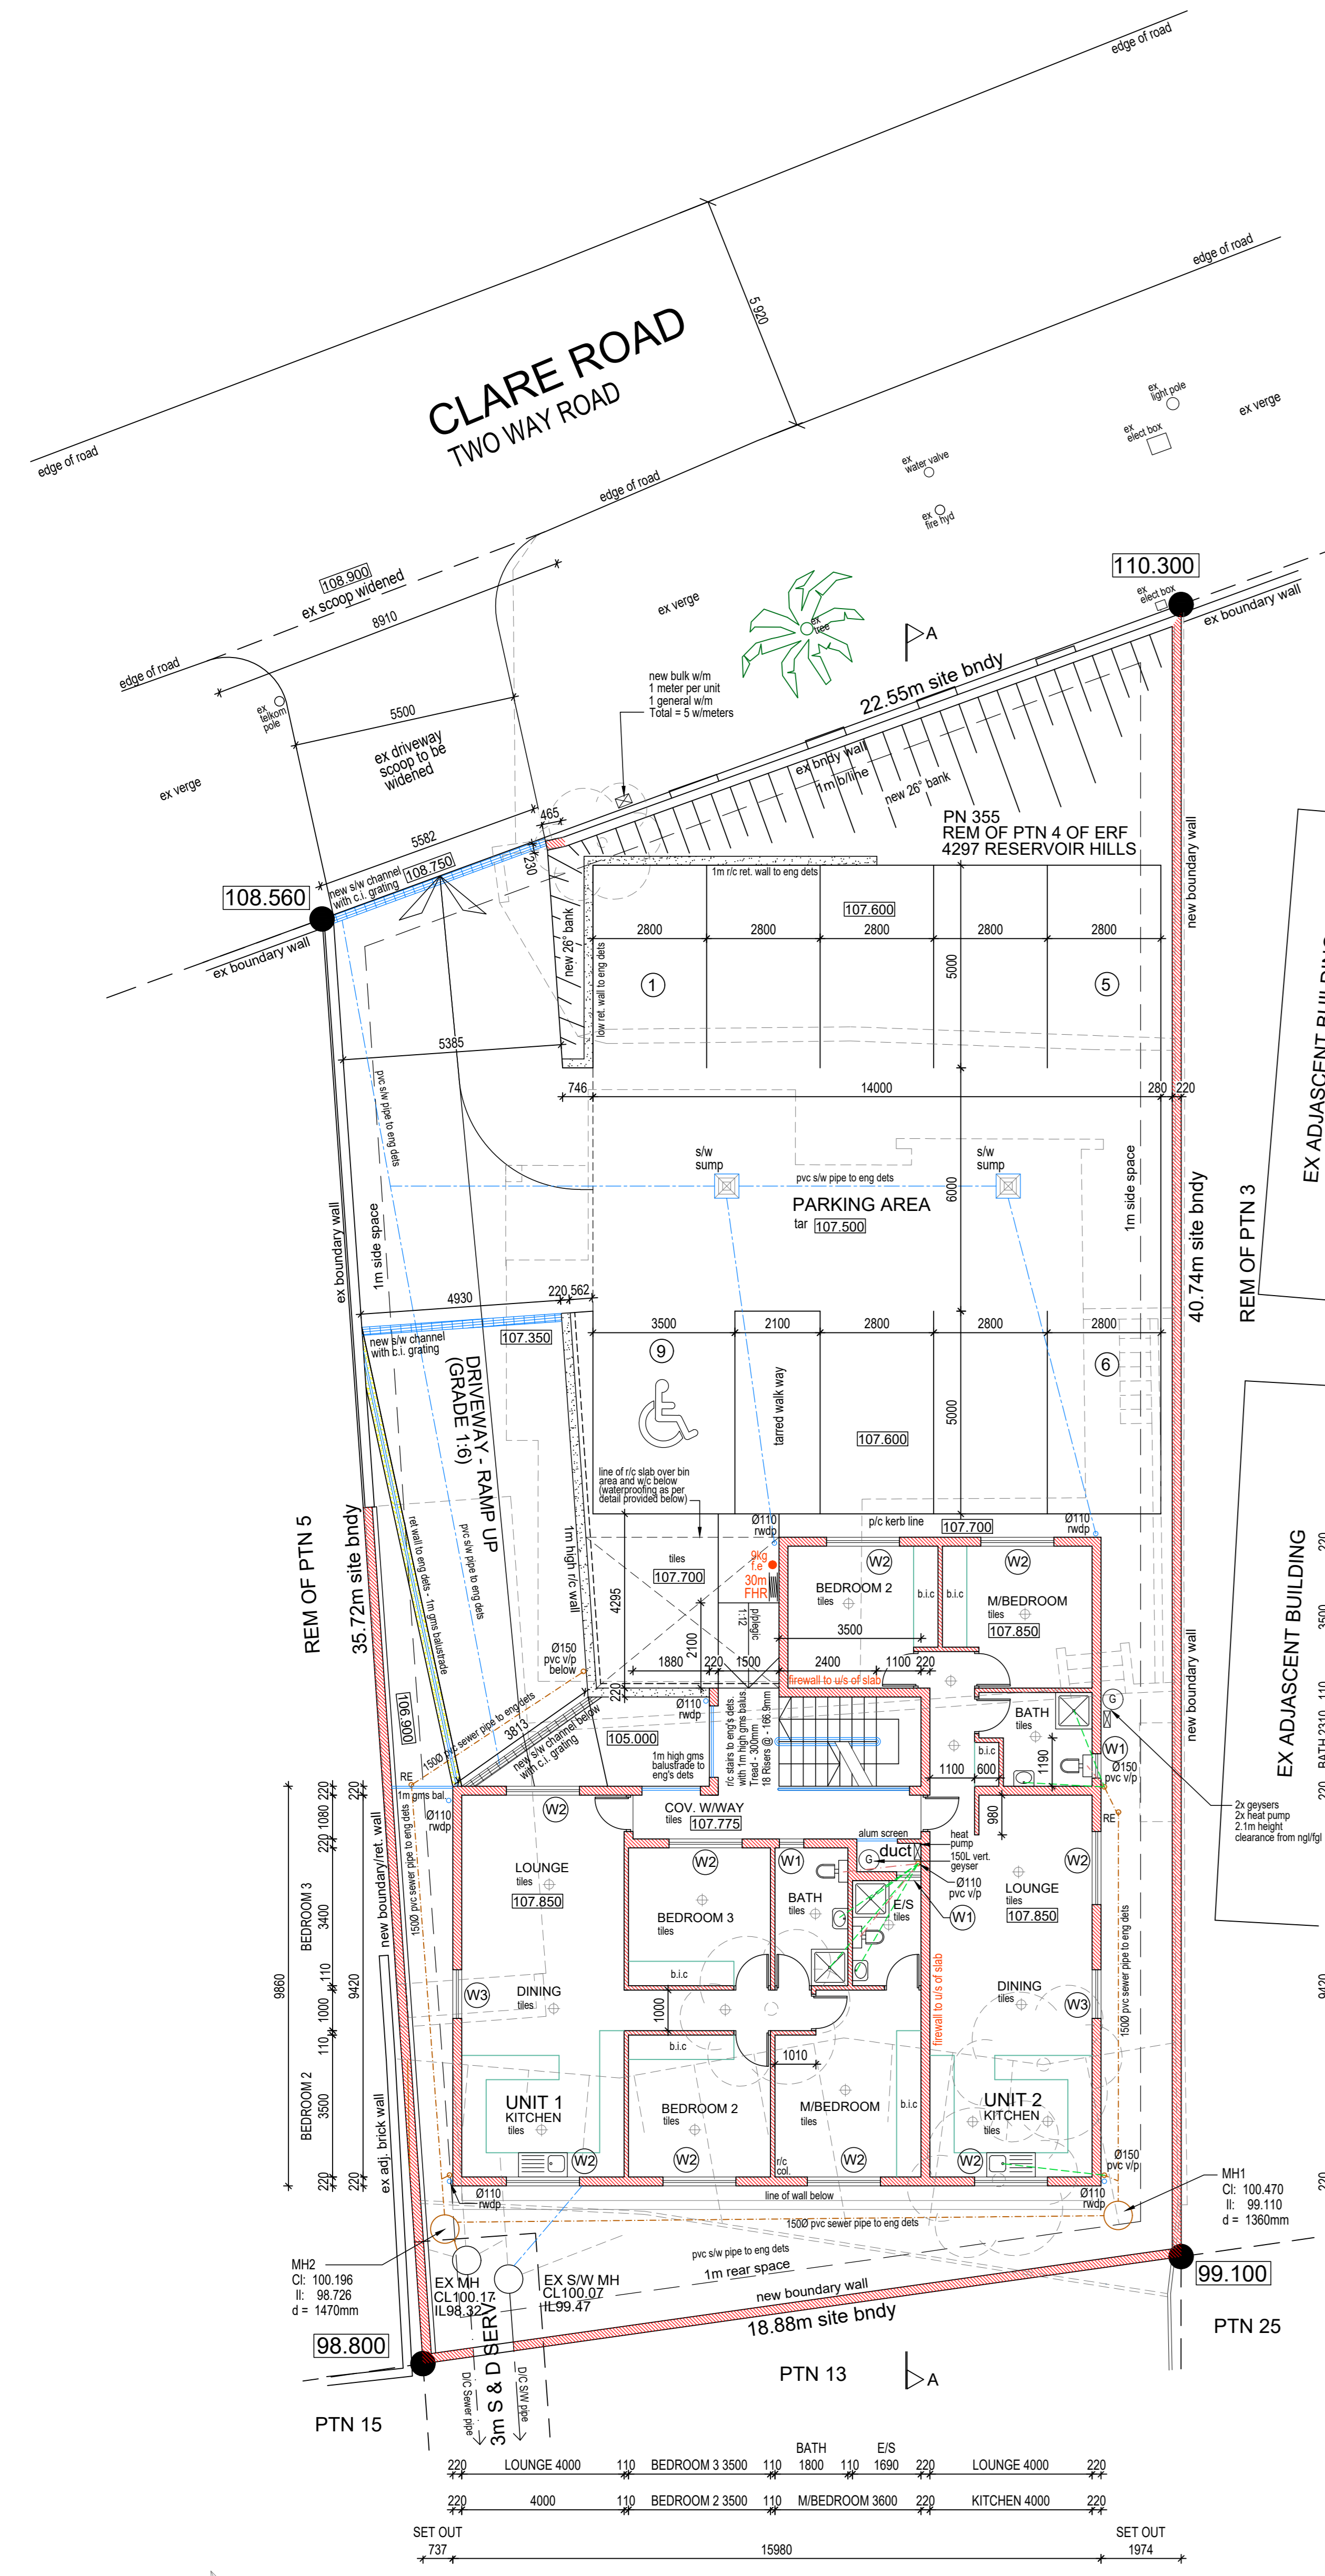 edge of road
edge of road
5 920
CLARE ROAD
TWO WAY ROAD
edge of road
edge of road
ex
light pole
ex verge
ex
elect box
ex
water valve
ex
fire hyd
108.900
ex scoop widened
8910
ex verge
ex
tree
A
110.300
ex
elect box
ex boundary wall
edge of road
ex
telkom
pole
5500
ex driveway
scoop to be
widened
ex verge
new bulk w/m
1 meter per unit
1 general w/m
Total = 5 w/meters
22.55m site bndy
ex bndy wall
1m b/line
new 26° bank
465
5582
230
108.750
new s/w channel
with c.i. grating
108.560
ex boundary wall
PN 355
REM OF PTN 4 OF ERF
4297 RESERVOIR HILLS
new boundary wall
1m r/c ret. wall to eng dets
107.600
2800
2800
2800
2800
2800
new 26° bank
low ret. wall to eng dets
1
5
5000
5385
746
14000
280
220
pvc s/w pipe to eng dets
s/w
sump
s/w
sump
pvc s/w pipe to eng dets
6000
PARKING AREA
tar
107.500
1m side space
1m side space
ex boundary wall
40.74m site bndy
REM OF PTN 3
EX ADJASCENT BUILDING
4930
220
562
new s/w channel
with c.i. grating
107.350
3500
2100
2800
2800
2800
9
6
DRIVEWAY - RAMP UP
(GRADE 1:6)
tarred walk way
5000
107.600
line of r/c slab over bin
area and w/c below
(waterproofing as per
detail provided below)
Ø110
rwdp
p/c kerb line
107.700
Ø110
rwdp
REM OF PTN 5
35.72m site bndy
ret wall to eng dets - 1m gms balustrade
pvc s/w pipe to eng dets
1m high r/c wall
tiles
107.700
9kg
f.e
30m
FHR
W2
W2
BEDROOM 2
tiles
b.i.c
b.i.c
M/BEDROOM
tiles
107.850
4295
2100
1:12
3500
EX ADJASCENT BUILDING
220
3500
110
BATH 2310
220
9420
220
Ø150
pvc v/p
below
1880
220
1500
2400
1100
220
firewall to u/s of slab
220
106.900
150Ø pvc sewer pipe to eng dets
3813
new s/w channel below
with c.i. grating
105.000
Ø110
rwdp
1m high gms
balustrade to
eng's dets
r/c stairs to eng's dets.
with 1m high gms balus.
Tread - 300mm
18 Risers @ - 166.9mm
BATH
tiles
G
W1
1190
b.i.c
1100
600
Ø150
pvc v/p
new boundary wall
2x geysers
2x heat pump
2.1m height
clearance from ngl/fgl
RE
1m gms bal.
Ø110
rwdp
W2
COV. W/WAY
107.775
980
RE
alum screen
heat
pump
duct
G
150L vert.
geyser
Ø110
pvc v/p
W1
220
1080
220
220
LOUNGE
tiles
107.850
W2
W1
BEDROOM 3
tiles
BATH
tiles
E/S
tiles
W2
LOUNGE
tiles
107.850
new boundary/ret. wall
150Ø pvc sewer pipe to eng dets
BEDROOM 3
3400
9860
9420
110
1000
110
BEDROOM 2
3500
220
220
b.i.c
DINING
tiles
W3
1000
b.i.c
1010
firewall to u/s of slab
DINING
tiles
W3
150Ø pvc sewer pipe to eng dets
UNIT 1
KITCHEN
tiles
W2
BEDROOM 2
tiles
W2
M/BEDROOM
tiles
b.i.c
r/c
col.
W2
UNIT 2
KITCHEN
tiles
W2
Ø150
pvc v/p
ex adj. brick wall
Ø110
rwdp
line of wall below
Ø110
rwdp
150Ø pvc sewer pipe to eng dets
MH1
Cl: 100.470
Il: 99.110
d = 1360mm
pvc s/w pipe to eng dets
1m rear space
new boundary wall
18.88m site bndy
MH2
Cl: 100.196
Il: 98.726
d = 1470mm
EX MH
CL100.17
IL98.32
EX S/W MH
CL100.07
IL99.47
99.100
98.800
PTN 25
PTN 13
A
PTN 15
3m S & D SERV.
D/C Sewer pipe
D/C S/W pipe
BATH
E/S
220
LOUNGE 4000
110
BEDROOM 3 3500
110
1800
110
1690
220
LOUNGE 4000
220
220
4000
110
BEDROOM 2 3500
110
M/BEDROOM 3600
220
KITCHEN 4000
220
SET OUT
SET OUT
737
15980
1974